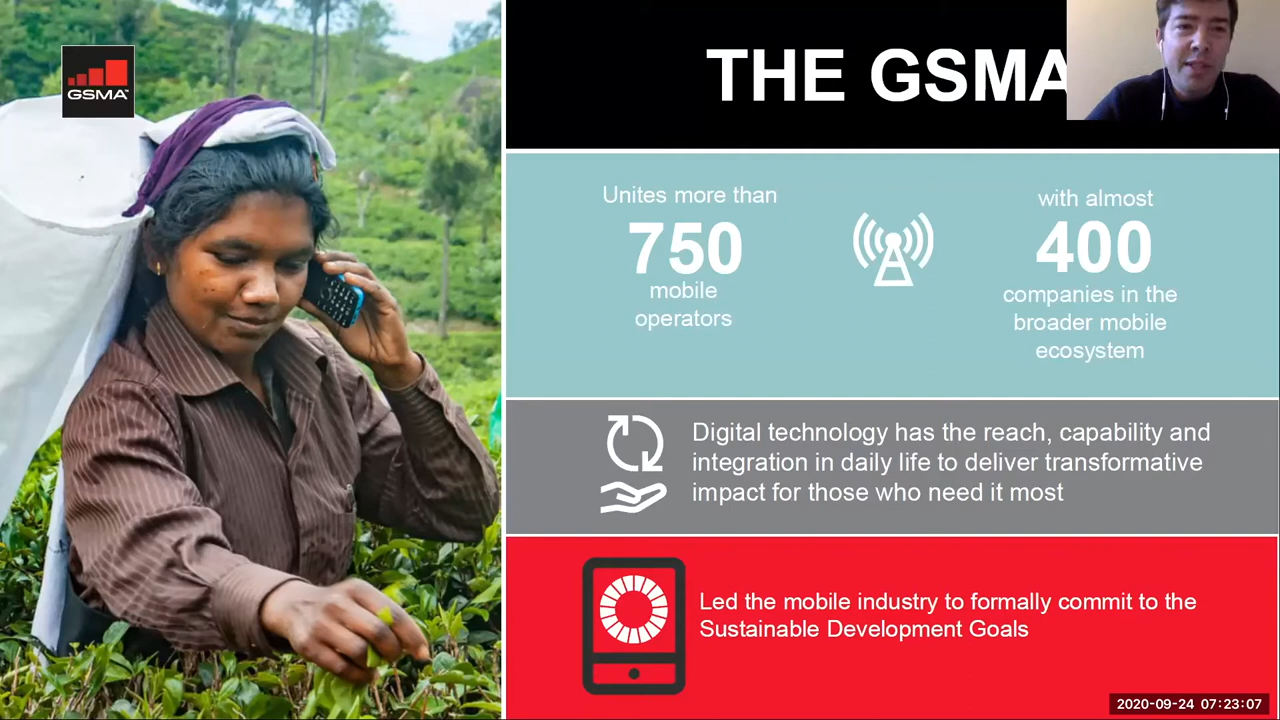 GSMA™
THE GSMA
Unites more than
750
mobile
operators
with almost
400
companies in the
broader mobile
ecosystem
Digital technology has the reach, capability and
integration in daily life to deliver transformative
impact for those who need it most
Led the mobile industry to formally commit to the
Sustainable Development Goals
2020-09-24 07:23:07